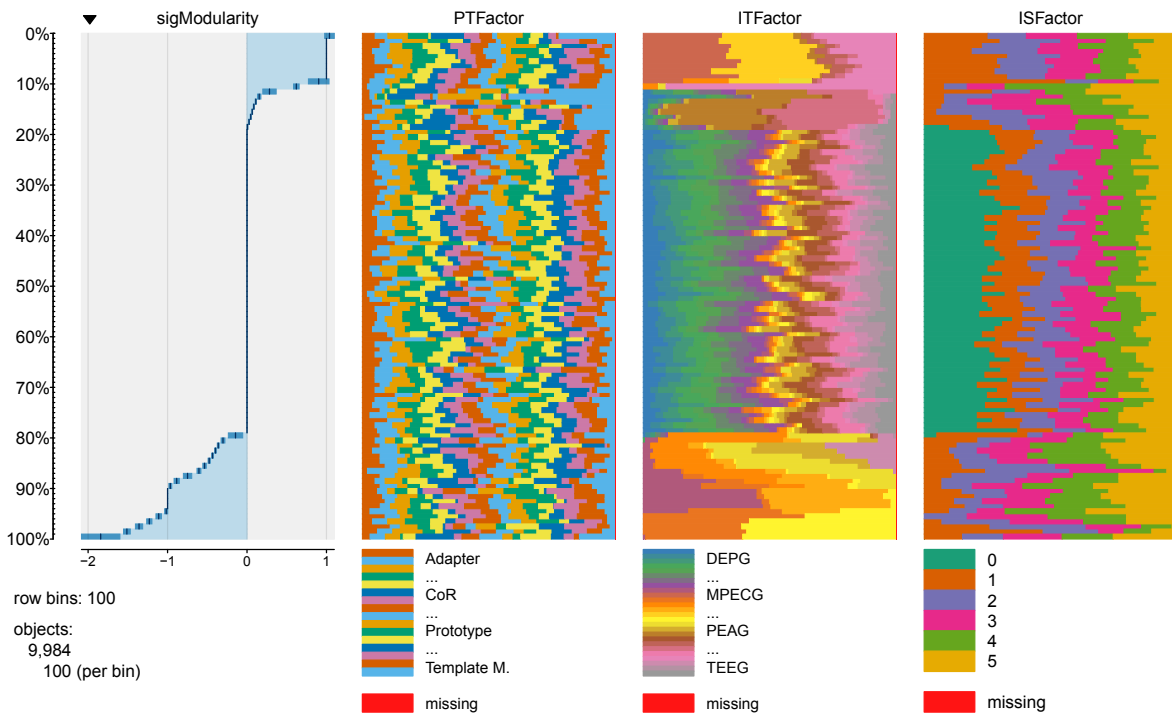 sigModularity PTFactor ITFactor ISFactor
0%
10%
20%
30%
40%
50%
60%
70%
80%
90%
100%
−2 −1 0 1
row bins: 100
objects:
9,984
100 (per bin)
Adapter
...
CoR
...
Prototype
...
Template M.
missing
DEPG
...
MPECG
...
PEAG
...
TEEG
missing
0
1
2
3
4
5
missing